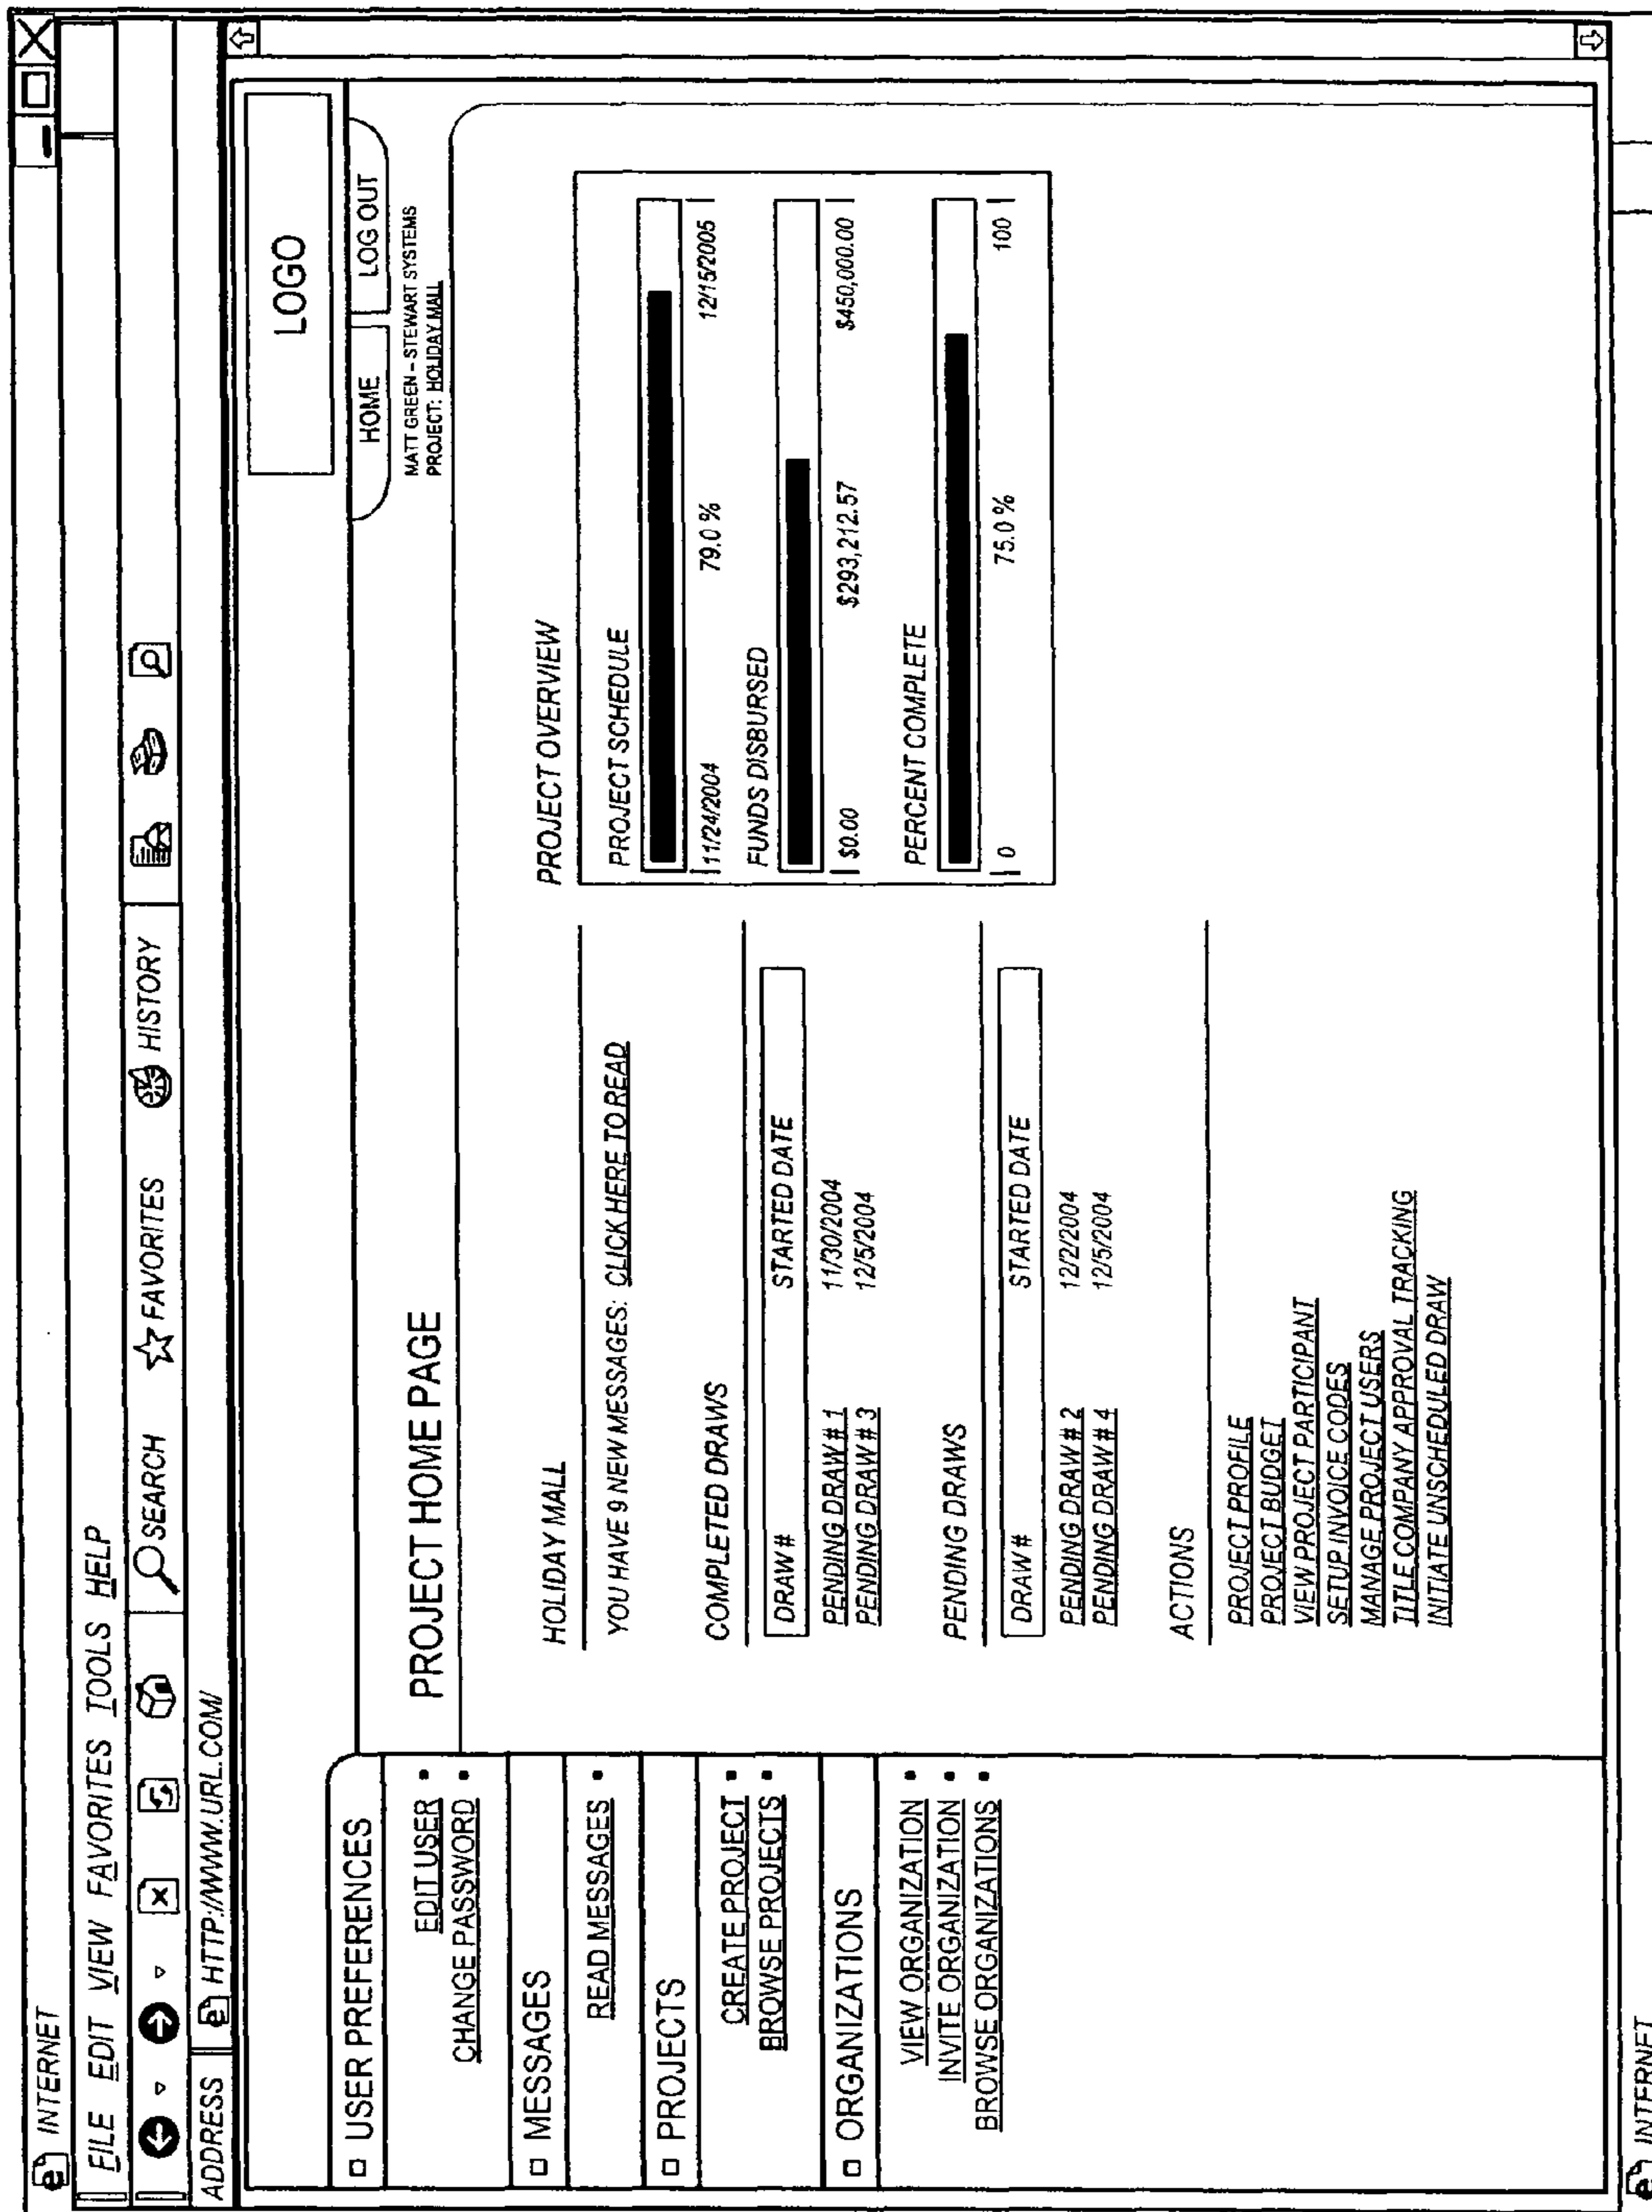 INTERNET
FILE EDIT VIEW FAVORITES TOOLS HELP
SEARCH FAVORITES HISTORY
ADDRESS HTTP://WWW.URL.COM/
LOGO
HOME LOG OUT
MATT GREEN – STEWART SYSTEMS
PROJECT: HOLIDAY MALL
USER PREFERENCES
EDIT USER
CHANGE PASSWORD
MESSAGES
READ MESSAGES
PROJECTS
CREATE PROJECT
BROWSE PROJECTS
ORGANIZATIONS
VIEW ORGANIZATION
INVITE ORGANIZATION
BROWSE ORGANIZATIONS
PROJECT HOME PAGE
HOLIDAY MALL
YOU HAVE 9 NEW MESSAGES: CLICK HERE TO READ
COMPLETED DRAWS
DRAW # STARTED DATE
PENDING DRAW # 1 11/30/2004
PENDING DRAW # 3 12/5/2004
PENDING DRAWS
DRAW # STARTED DATE
PENDING DRAW # 2 12/2/2004
PENDING DRAW # 4 12/5/2004
ACTIONS
PROJECT PROFILE
PROJECT BUDGET
VIEW PROJECT PARTICIPANT
SETUP INVOICE CODES
MANAGE PROJECT USERS
TITLE COMPANY APPROVAL TRACKING
INITIATE UNSCHEDULED DRAW
PROJECT OVERVIEW
PROJECT SCHEDULE
11/24/2004 79.0 % 12/15/2005
FUNDS DISBURSED
$0.00 $293,212.57 $450,000.00
PERCENT COMPLETE
0 75.0 % 100
INTERNET